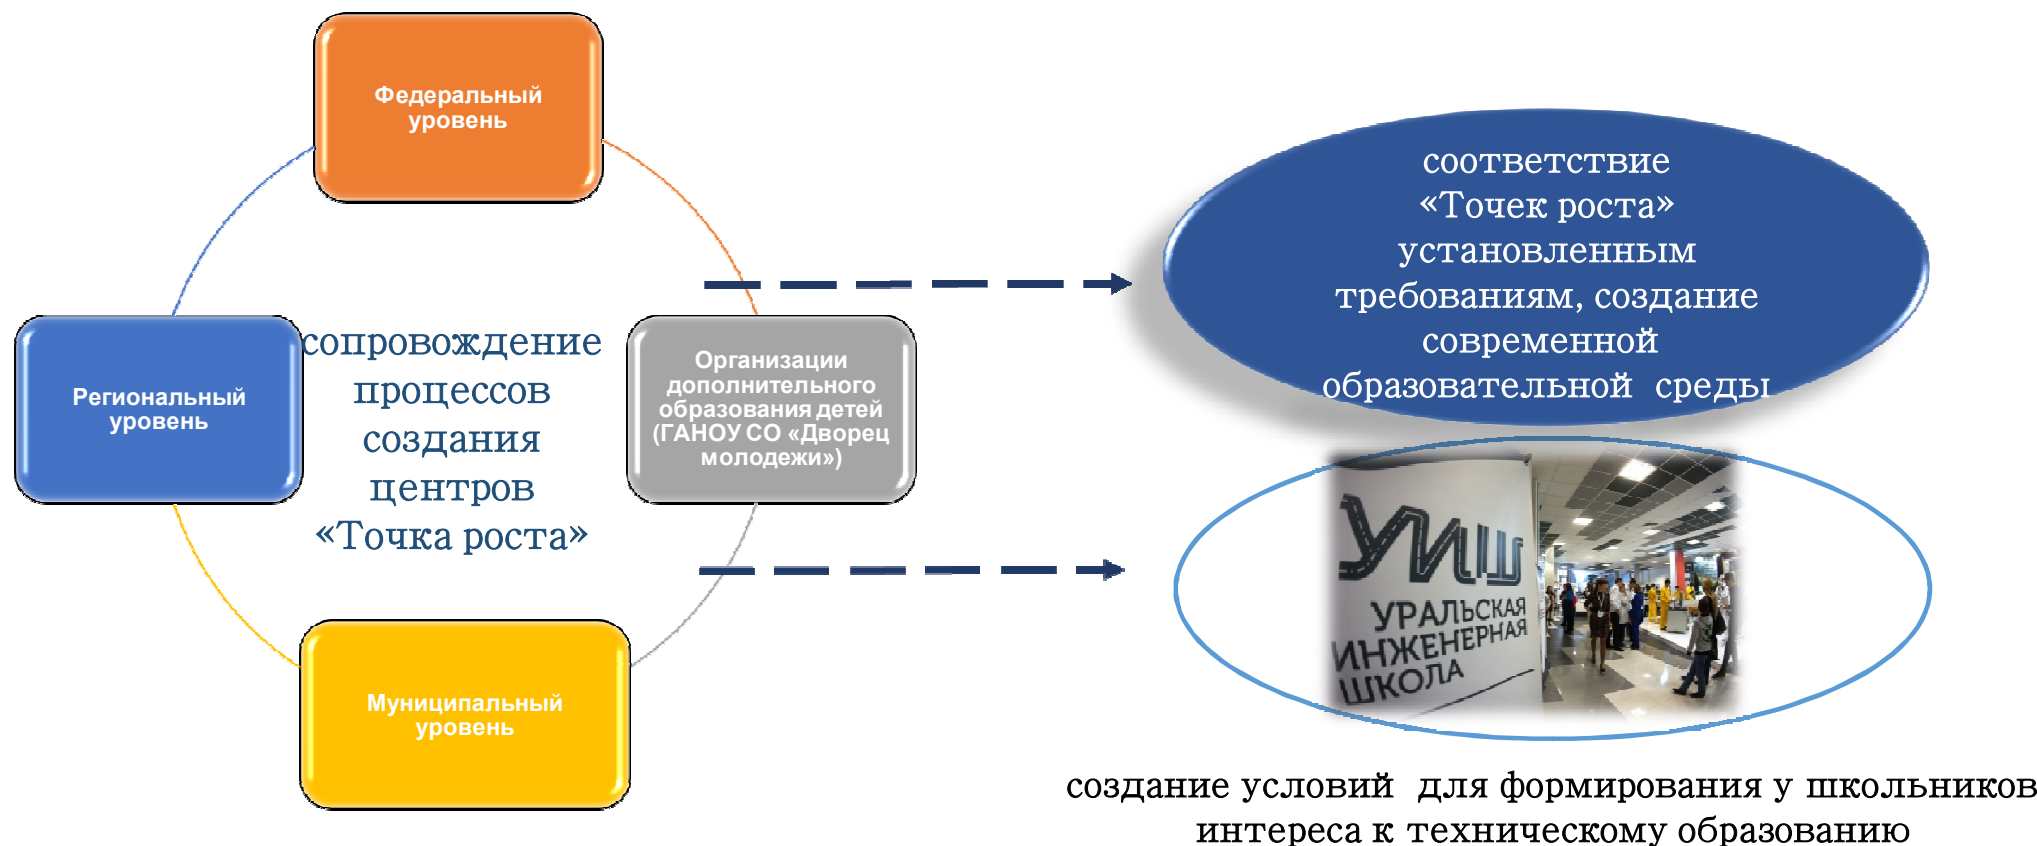 Федеральный
уровень
Региональный
уровень
сопровождение
процессов
создания
центров
«Точка роста»
Организации
дополнительного
образования детей
(ГАНОУ СО «Дворец
молодежи»)
Муниципальный
уровень
соответствие
«Точек роста»
установленным
требованиям, создание
современной
образовательной среды
УИШ
УРАЛЬСКАЯ
ИНЖЕНЕРНАЯ
ШКОЛА
создание условий для формирования у школьников
интереса к техническому образованию